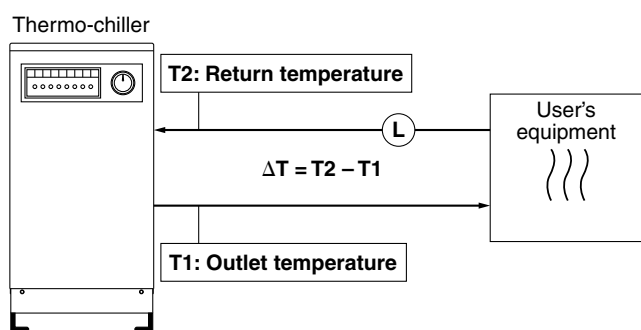 Thermo-chiller
T2: Return temperature
L
User's
equipment
ΔT = T2 – T1
T1: Outlet temperature